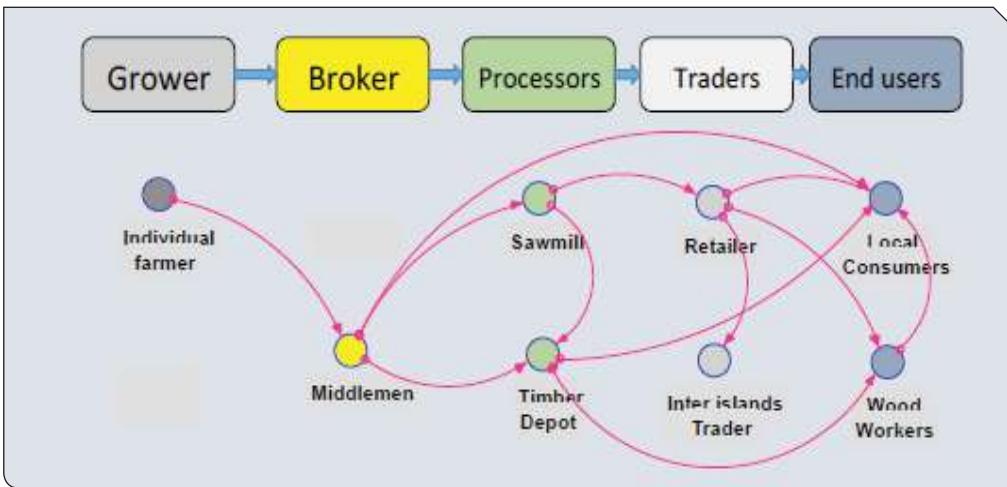 Grower
Broker
Processors
Traders
End users
Individual
farmer
Sawmill
Retailer
Local
Consumers
Middlemen
Timber
Depot
Inter islands
Trader
Wood
Workers